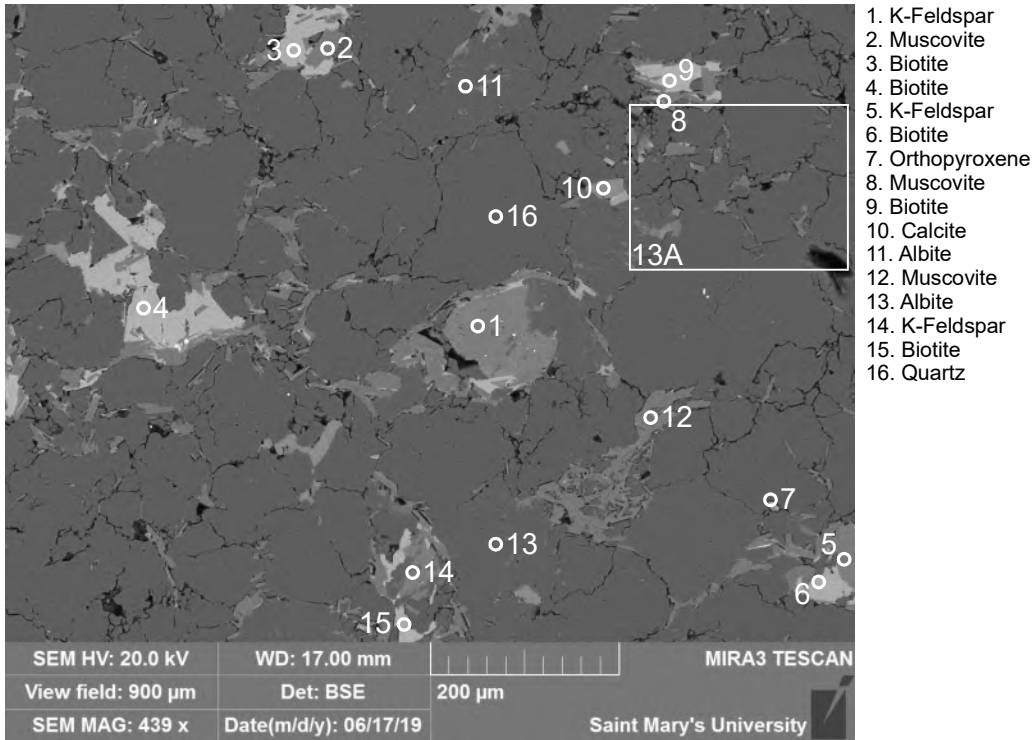 1. K-Feldspar
2. Muscovite
3. Biotite
4. Biotite
5. K-Feldspar
6. Biotite
7. Orthopyroxene
8. Muscovite
9. Biotite
10. Calcite
11. Albite
12. Muscovite
13. Albite
14. K-Feldspar
15. Biotite
16. Quartz
3 2
11
9
8
10
16
13A
4
1
12
7
13
5
14
6
15
SEM HV: 20.0 kV WD: 17.00 mm MIRA3 TESCAN
View field: 900 µm Det: BSE 200 µm
SEM MAG: 439 x Date(m/d/y): 06/17/19 Saint Mary's University